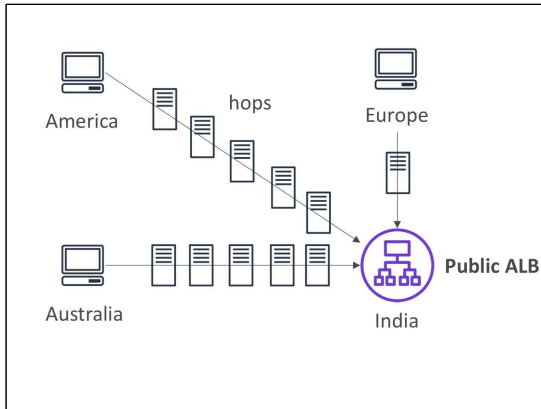 hops
America
Europe
Public ALB
Australia
India